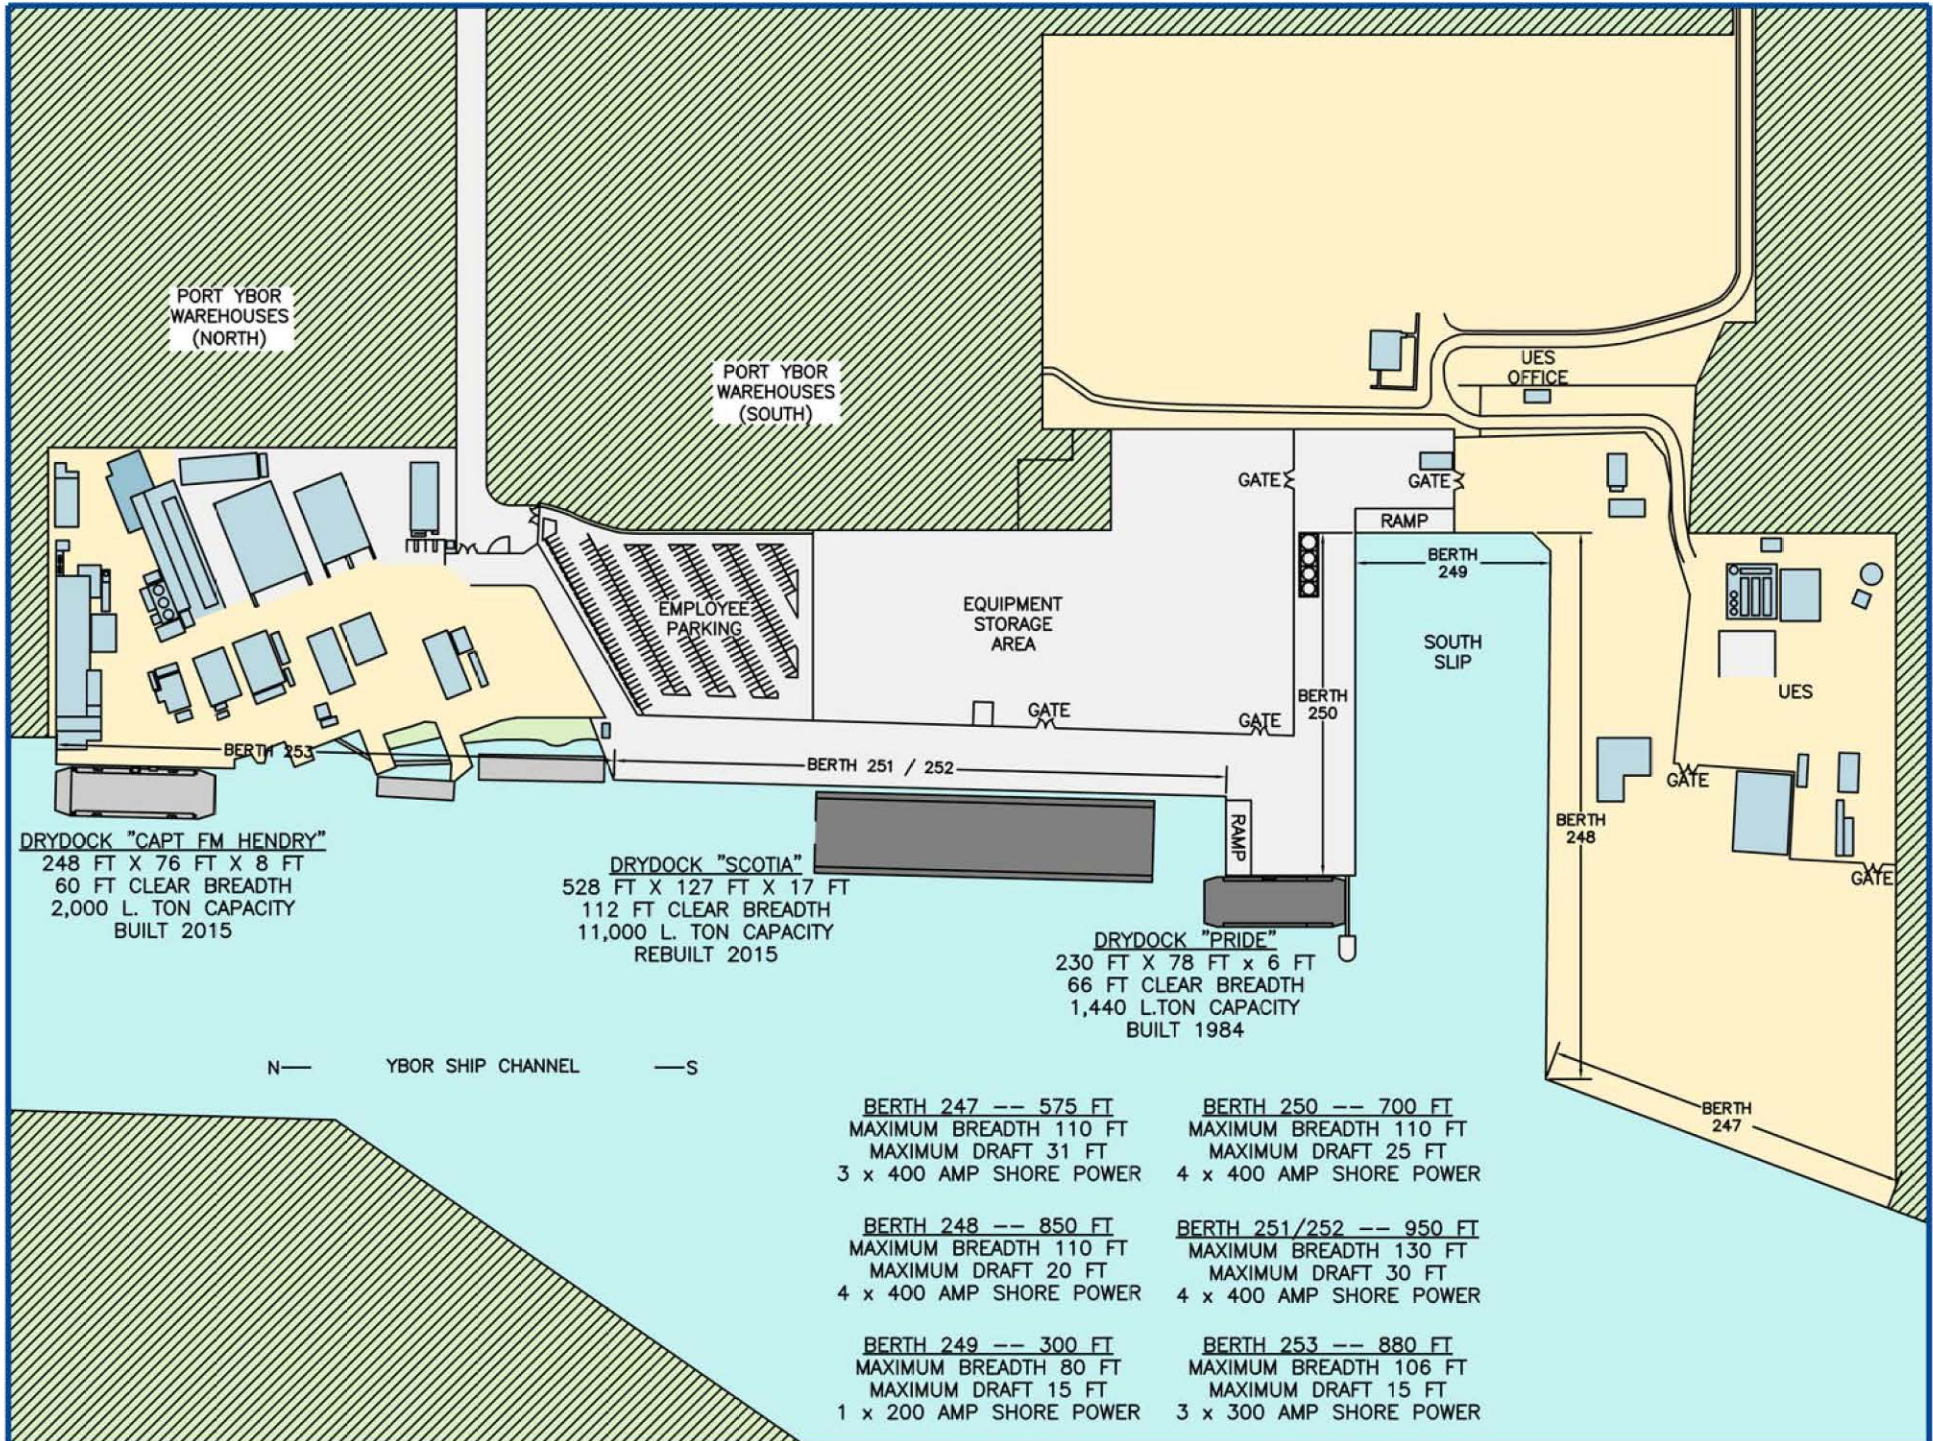 PORT YBOR
WAREHOUSES
(NORTH)
PORT YBOR
WAREHOUSES
(SOUTH)
UES
OFFICE
GATE
GATE
RAMP
BERTH
249
EMPLOYEE
PARKING
EQUIPMENT
STORAGE
AREA
SOUTH
SLIP
BERTH
250
UES
GATE
GATE
BERTH 253
BERTH 251 / 252
GATE
RAMP
BERTH
248
GATE
DRYDOCK "CAPT FM HENDRY"
248 FT X 76 FT X 8 FT
60 FT CLEAR BREADTH
2,000 L. TON CAPACITY
BUILT 2015
DRYDOCK "SCOTIA"
528 FT X 127 FT X 17 FT
112 FT CLEAR BREADTH
11,000 L. TON CAPACITY
REBUILT 2015
DRYDOCK "PRIDE"
230 FT X 78 FT x 6 FT
66 FT CLEAR BREADTH
1,440 L.TON CAPACITY
BUILT 1984
N— YBOR SHIP CHANNEL —S
BERTH
247
BERTH 247 -- 575 FT
MAXIMUM BREADTH 110 FT
MAXIMUM DRAFT 31 FT
3 x 400 AMP SHORE POWER
BERTH 250 -- 700 FT
MAXIMUM BREADTH 110 FT
MAXIMUM DRAFT 25 FT
4 x 400 AMP SHORE POWER
BERTH 248 -- 850 FT
MAXIMUM BREADTH 110 FT
MAXIMUM DRAFT 20 FT
4 x 400 AMP SHORE POWER
BERTH 251/252 -- 950 FT
MAXIMUM BREADTH 130 FT
MAXIMUM DRAFT 30 FT
4 x 400 AMP SHORE POWER
BERTH 249 -- 300 FT
MAXIMUM BREADTH 80 FT
MAXIMUM DRAFT 15 FT
1 x 200 AMP SHORE POWER
BERTH 253 -- 880 FT
MAXIMUM BREADTH 106 FT
MAXIMUM DRAFT 15 FT
3 x 300 AMP SHORE POWER